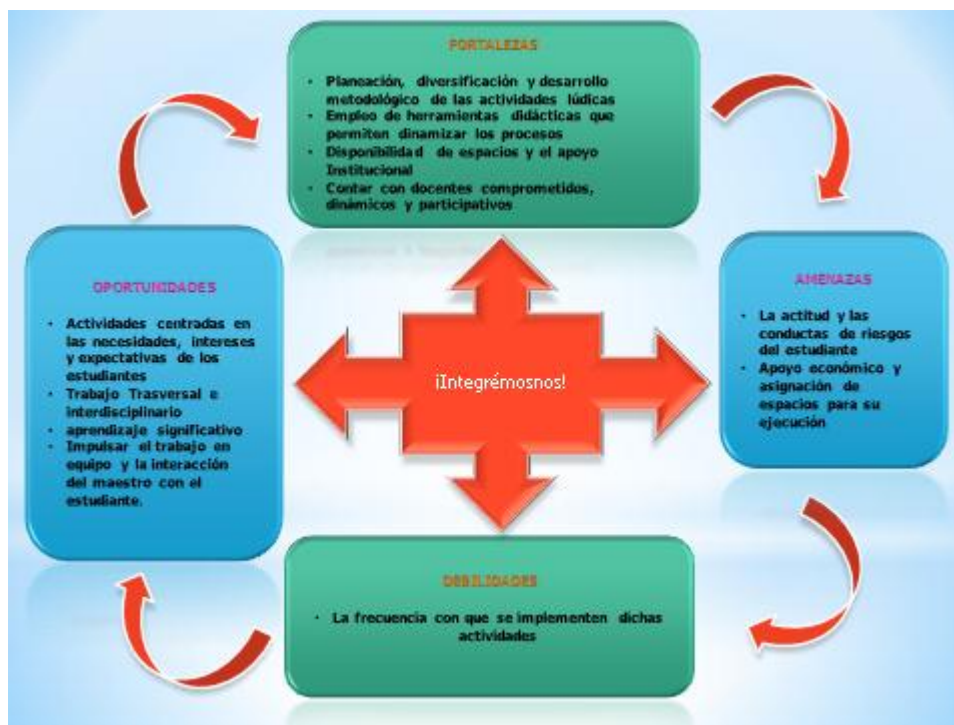 FORTALEZAS
• Planeación, diversificación y desarrollo
metodológico de las actividades lúdicas
• Empleo de herramientas didácticas que
permiten dinamizar los procesos
• Disponibilidad de espacios y el apoyo
Institucional
• Contar con docentes comprometidos,
dinámicos y participativos
OPORTUNIDADES
• Actividades centradas en
las necesidades, intereses
y expectativas de los
estudiantes
• Trabajo Trasversal e
interdisciplinario
• aprendizaje significativo
• Impulsar el trabajo en
equipo y la interacción
del maestro con el
estudiante.
¡Integrémosnos!
AMENAZAS
• La actitud y las
conductas de riesgos
del estudiante
• Apoyo económico y
asignación de
espacios para su
ejecución
DEBILIDADES
• La frecuencia con que se implementen dichas
actividades